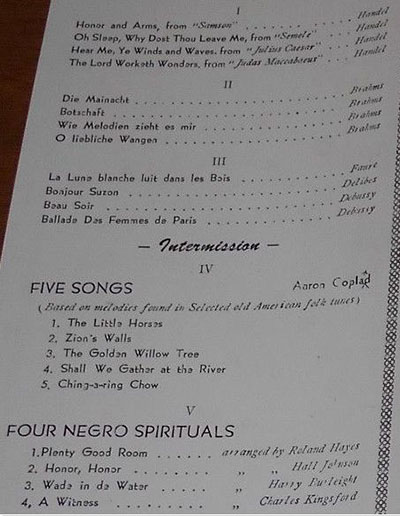 I
Honor and Arms, from "Samson" . . . . . . Handel
Oh Sleep, Why Dost Thou Leave Me, from "Semele" . . Handel
Hear Me, Ye Winds and Waves, from "Julius Caesar" . . Handel
The Lord Worketh Wonders, from "Judas Maccabaeus" . . Handel
II
Die Mainacht . . . . . . . . . . . . . . . Brahms
Botschaft . . . . . . . . . . . . . . . Brahms
Wie Melodien zieht es mir . . . . . . . . . . Brahms
O liebliche Wangen . . . . . . . . . . . . . Brahms
III
La Lune blanche luit dans les Bois . . . . . . . Faure
Bonjour Suzon . . . . . . . . . . . . . . Delibes
Beau Soir . . . . . . . . . . . . . . . . Debussy
Ballade Des Femmes de Paris . . . . . . . . . Debussy
— Intermission —
IV
FIVE SONGS Aaron Coplad
(Based on melodies found in Selected old American folk tunes)
1. The Little Horses
2. Zion's Walls
3. The Golden Willow Tree
4. Shall We Gather at the River
5. Ching-a-ring Chow
V
FOUR NEGRO SPIRITUALS
1.Plenty Good Room . . . . . arranged by Roland Hayes
2. Honor, Honor . . . . . . . „ „ Hall Johnson
3. Wade in da Water . . . . . „ Harry Burleigh
4, A Witness . . . . . . . . „ Charles Kingsford